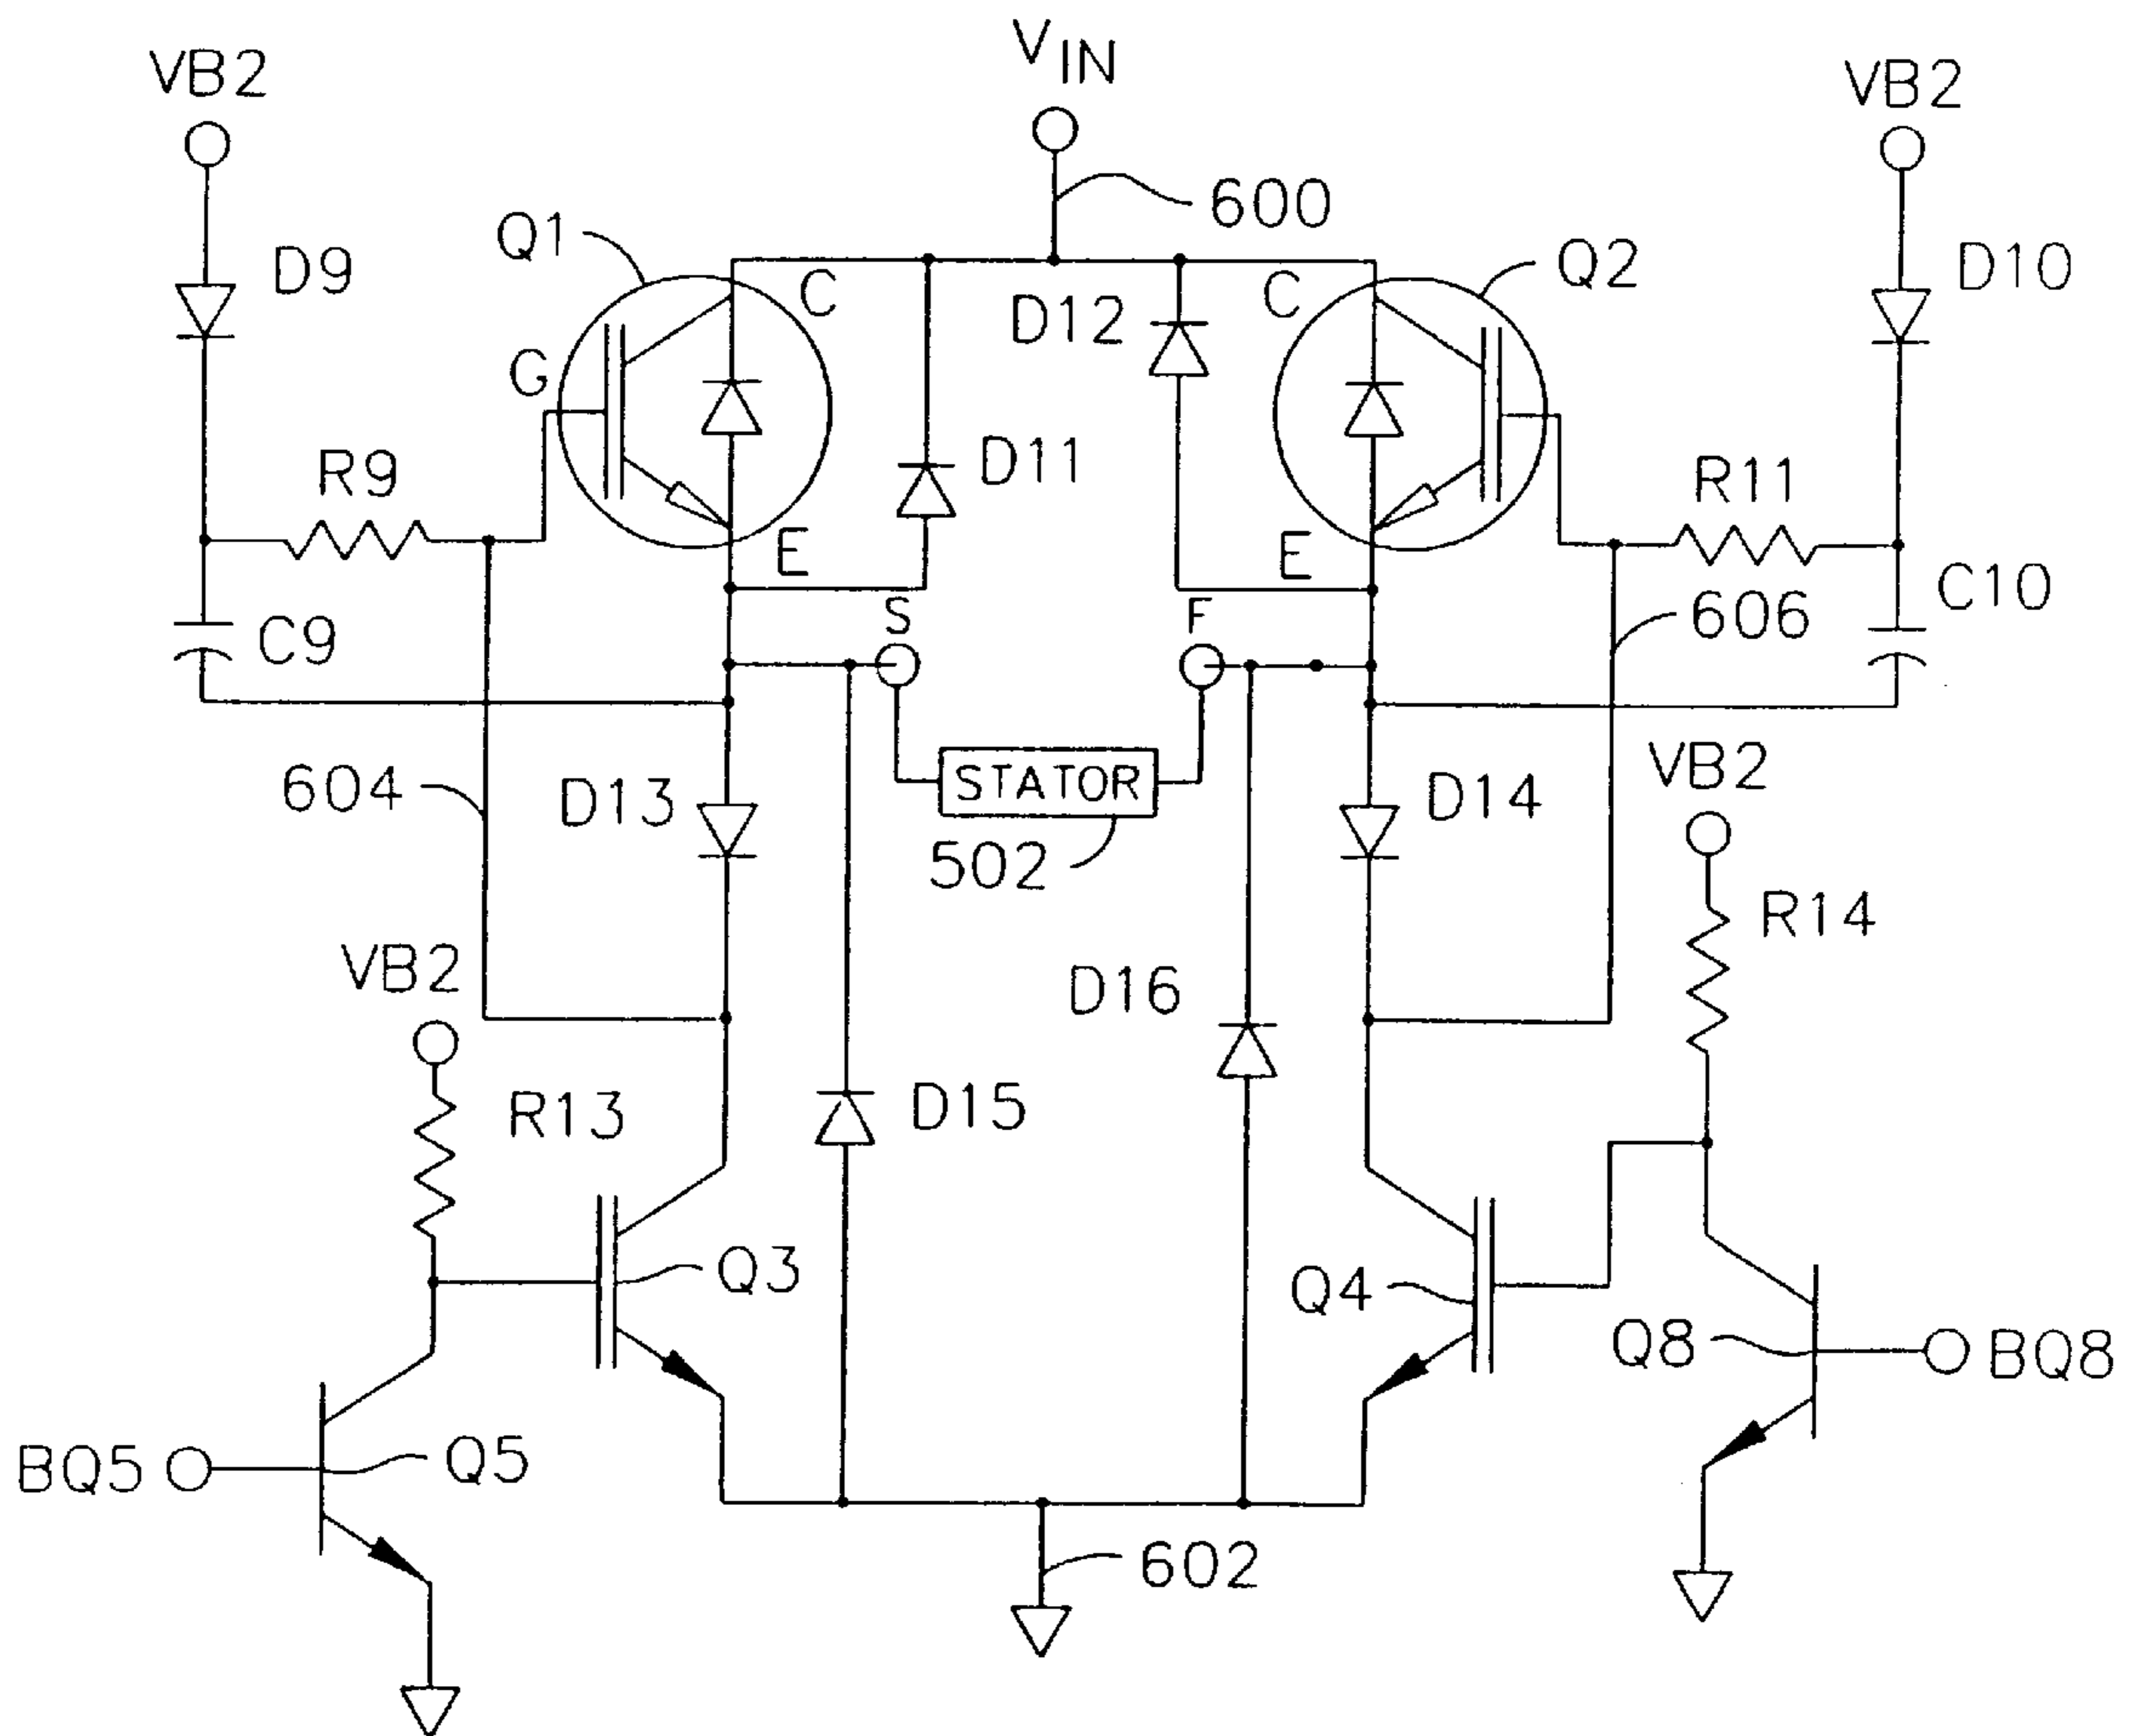 VIN
VB2
VB2
600
Q1
Q2
D9
D10
C
C
D12
G
D11
R9
R11
E
E
C10
S
F
606
C9
VB2
604
D13
STATOR
D14
502
R14
VB2
D16
R13
D15
Q3
Q4
Q8
BQ8
BQ5
Q5
602